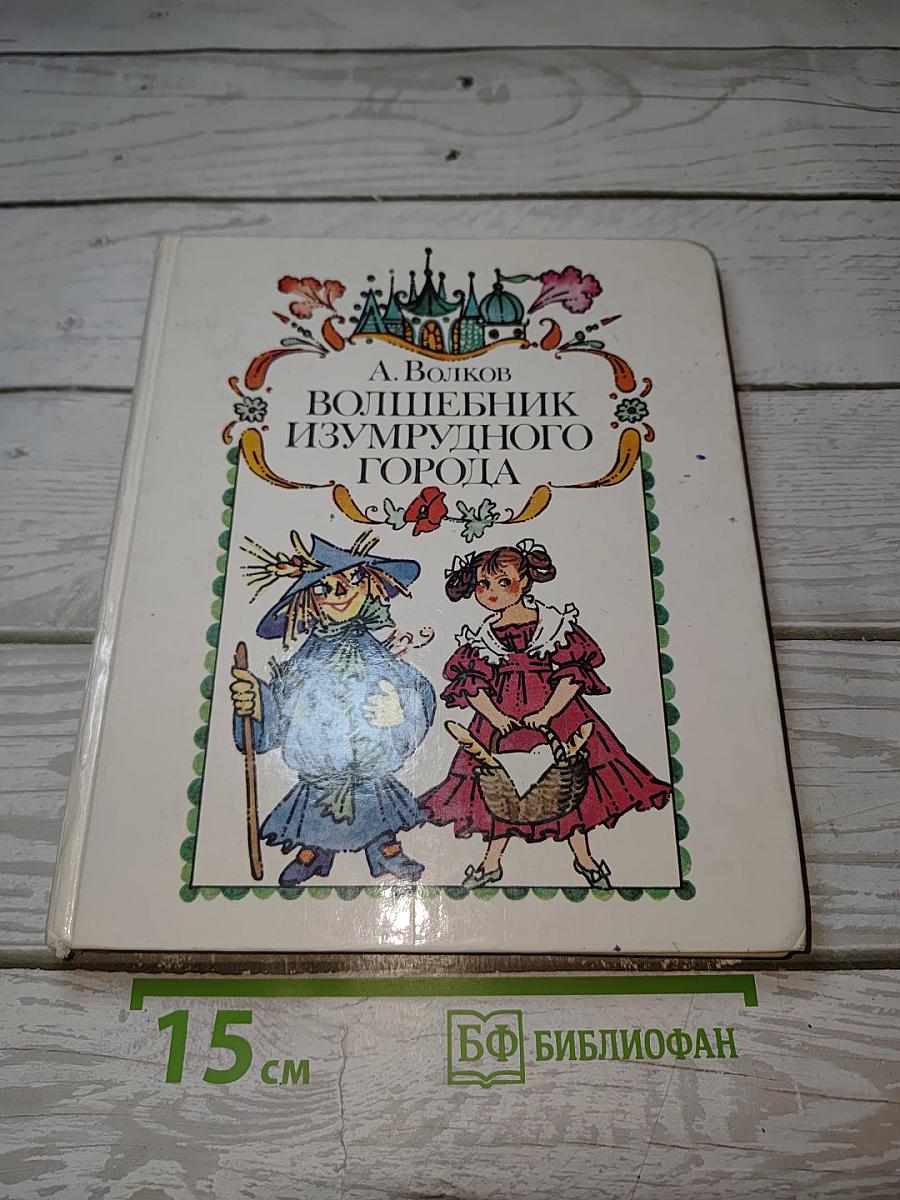 А. Волков
ВОЛШЕБНИК
ИЗУМРУДНОГО
ГОРОДА
15 см
БФ БИБЛИОФАН